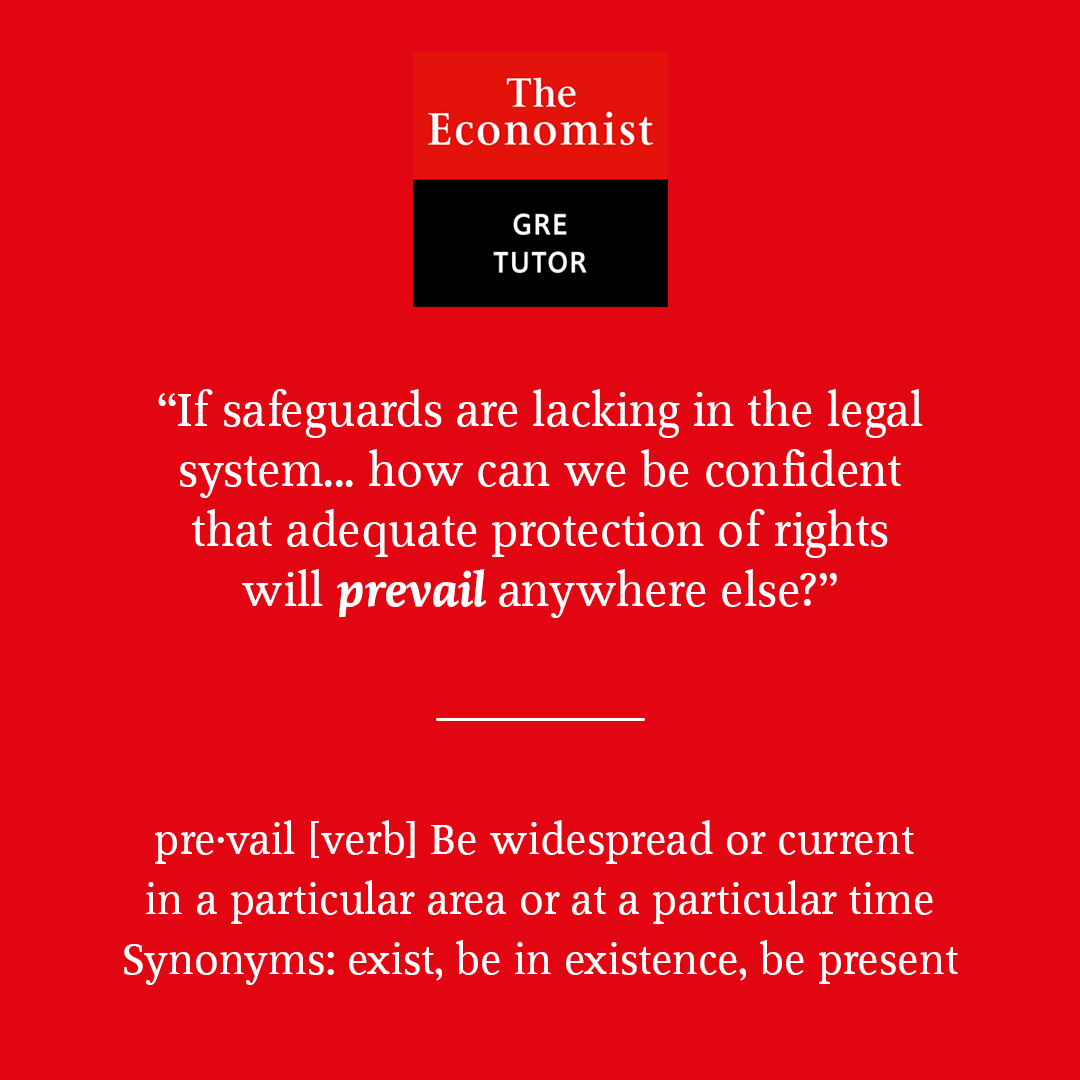 The
Economist
GRE
TUTOR
“If safeguards are lacking in the legal
system... how can we be confident
that adequate protection of rights
will prevail anywhere else?”
pre·vail [verb] Be widespread or current
in a particular area or at a particular time
Synonyms: exist, be in existence, be present